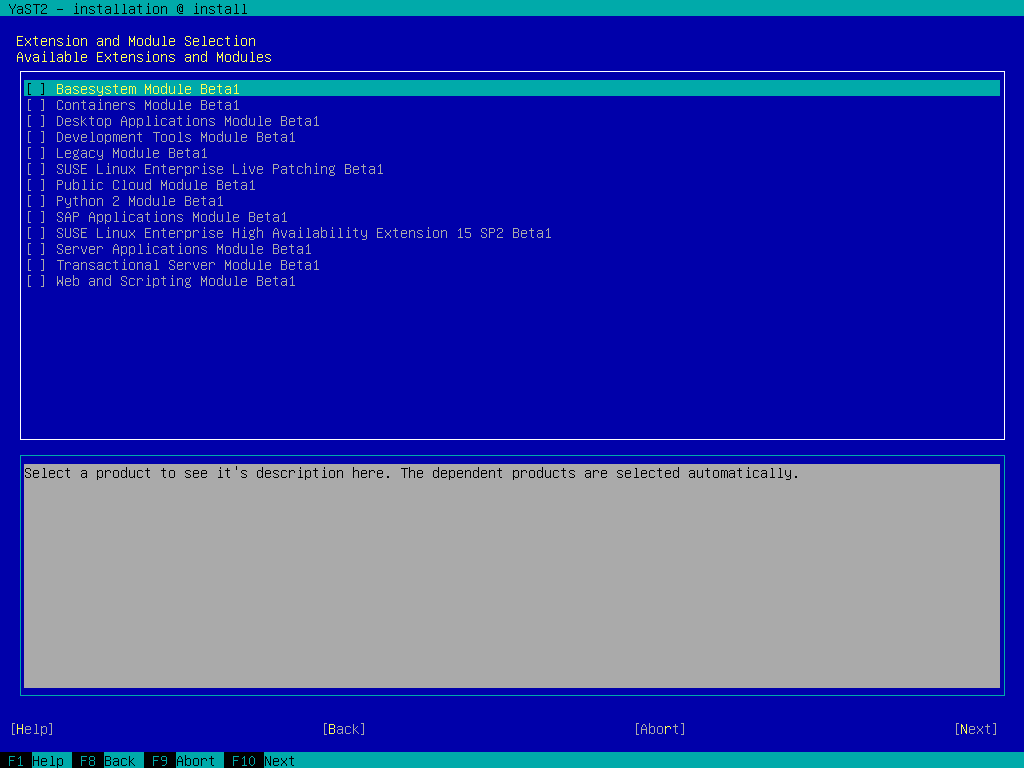 YaST2 - installation @ install
Extension and Module Selection
Available Extensions and Modules
[ ] Basesystem Module Beta1
[ ] Containers Module Beta1
[ ] Desktop Applications Module Beta1
[ ] Development Tools Module Beta1
[ ] Legacy Module Beta1
[ ] SUSE Linux Enterprise Live Patching Beta1
[ ] Public Cloud Module Beta1
[ ] Python 2 Module Beta1
[ ] SAP Applications Module Beta1
[ ] SUSE Linux Enterprise High Availability Extension 15 SP2 Beta1
[ ] Server Applications Module Beta1
[ ] Transactional Server Module Beta1
[ ] Web and Scripting Module Beta1
Select a product to see it's description here. The dependent products are selected automatically.
[Help] [Back] [Abort] [Next]
F1 Help F8 Back F9 Abort F10 Next